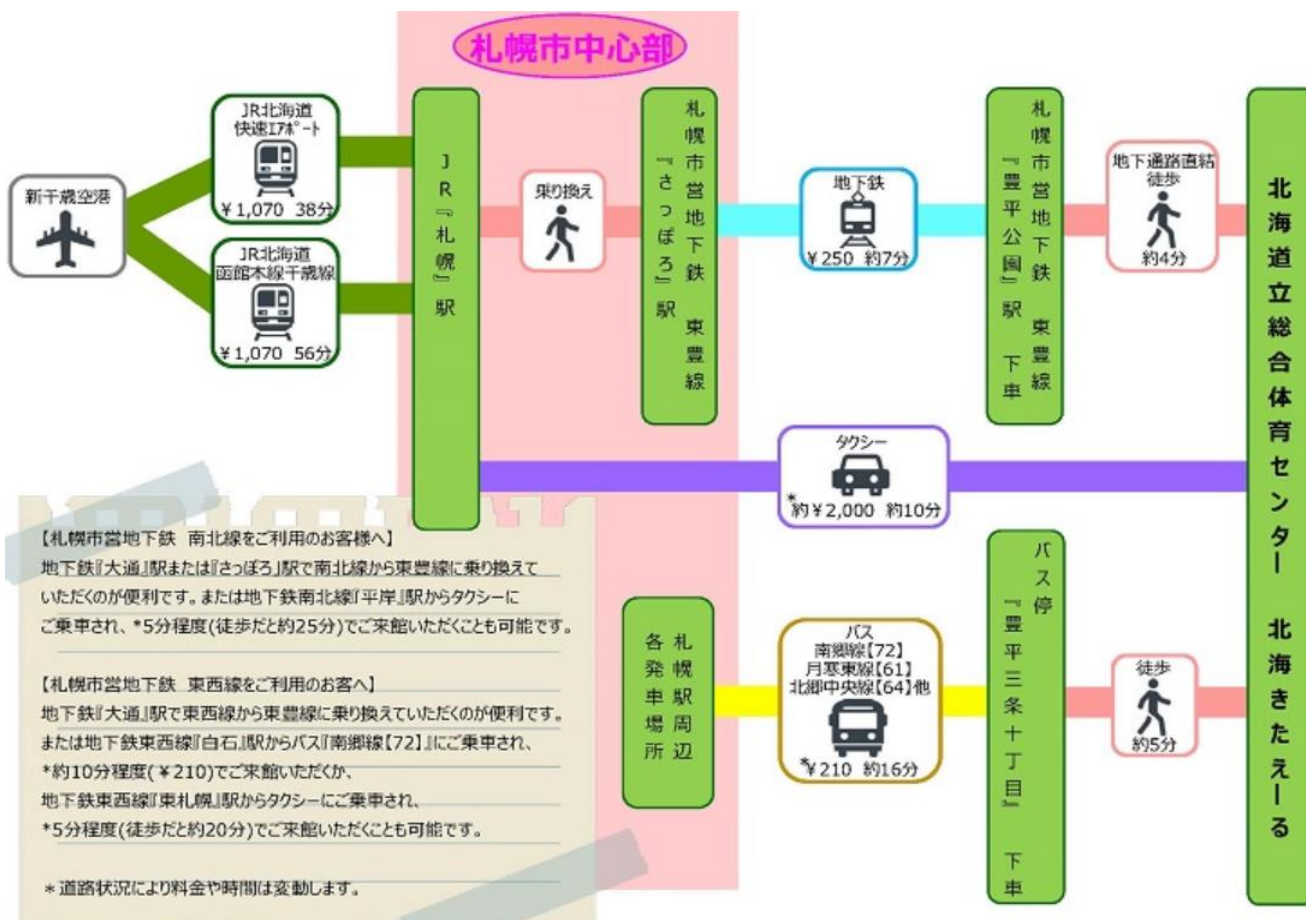 札幌市中心部
新千歳空港
JR北海道
快速エアポート
¥1,070 38分
JR北海道
函館本線千歳線
¥1,070 56分
JR『札幌』駅
乗り換え
札幌市営地下鉄 東豊線
『さっぽろ』駅
地下鉄
¥250 約7分
札幌市営地下鉄 東豊線
『豊平公園』駅 下車
地下通路直結
徒歩
約4分
北海道立総合体育センター 北海きたえーる
タクシー
*約¥2,000 約10分
札幌駅周辺
各発車場所
バス
南郷線【72】
月寒東線【61】
北郷中央線【64】他
*¥210 約16分
バス停
『豊平三条十丁目』 下車
徒歩
約5分
【札幌市営地下鉄 南北線をご利用のお客様へ】
地下鉄『大通』駅または『さっぽろ』駅で南北線から東豊線に乗り換えて
いただくのが便利です。または地下鉄南北線『平岸』駅からタクシーに
ご乗車され、*5分程度(徒歩だと約25分)でご来館いただくことも可能です。
【札幌市営地下鉄 東西線をご利用のお客へ】
地下鉄『大通』駅で東西線から東豊線に乗り換えていただくのが便利です。
または地下鉄東西線『白石』駅からバス『南郷線【72】』にご乗車され、
*約10分程度(¥210)でご来館いただくか、
地下鉄東西線『東札幌』駅からタクシーにご乗車され、
*5分程度(徒歩だと約20分)でご来館いただくことも可能です。
*道路状況により料金や時間は変動します。